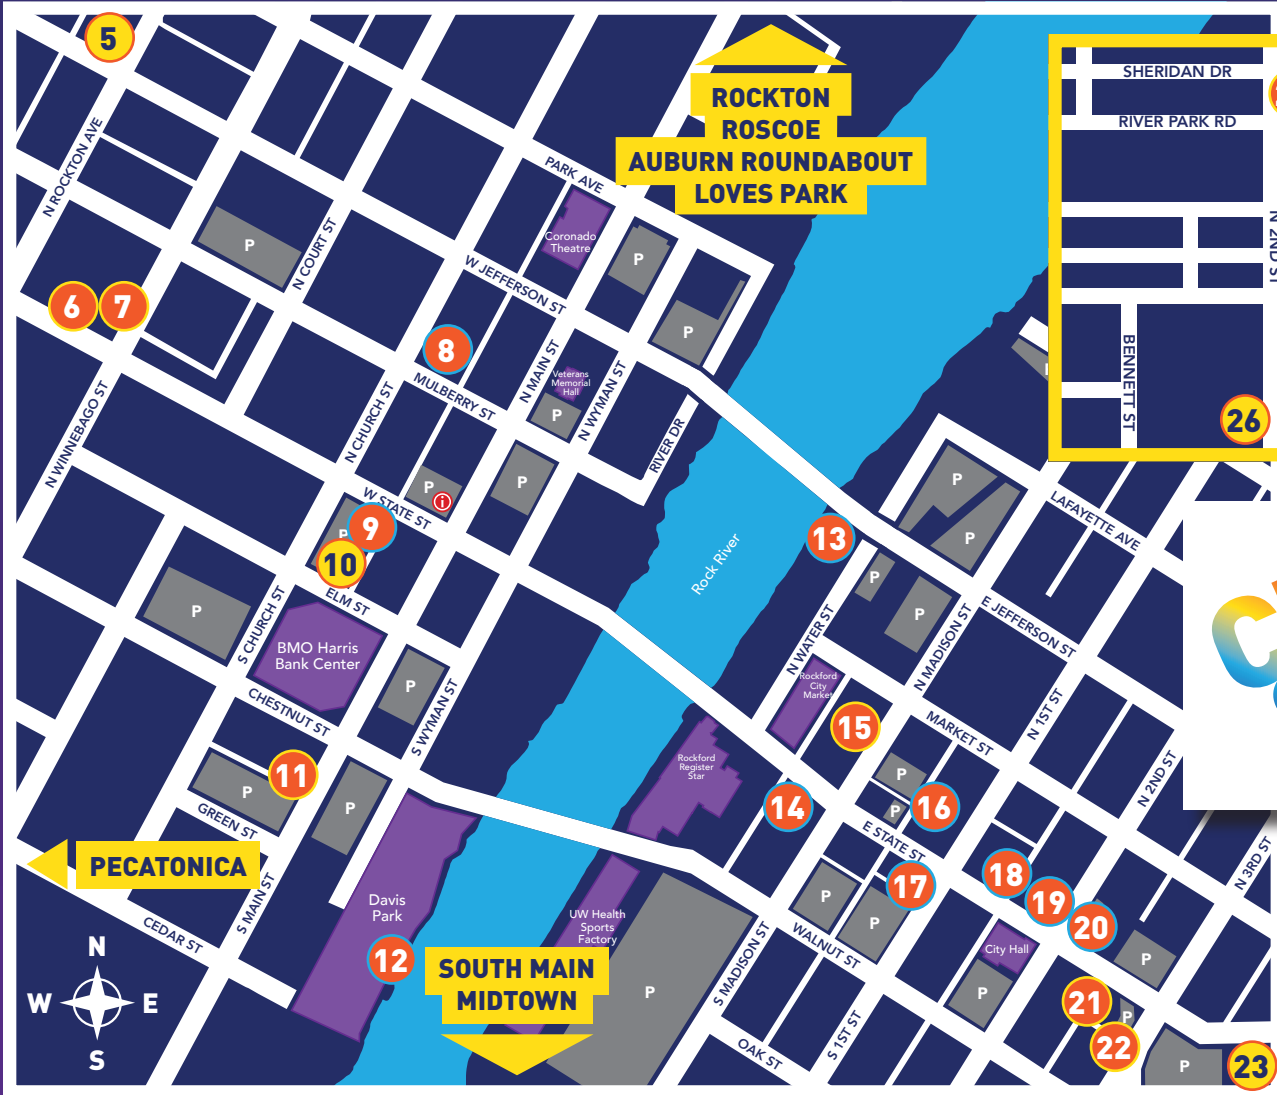 5
ROCKTON
ROSCOE
AUBURN ROUNDABOUT
LOVES PARK
SHERIDAN DR
RIVER PARK RD
N 2ND ST
BENNETT ST
26
N ROCKTON AVE
PARK AVE
P
N COURT ST
Coronado
Theatre
P
W JEFFERSON ST
6
7
P
8
N MAIN ST
Veterans
Memorial
Hall
P
N WYMAN ST
MULBERRY ST
N CHURCH ST
N WINNEBAGO ST
RIVER DR
P
P
i
W STATE ST
P
9
10
ELM ST
P
P
LAFAYETTE AVE
13
Rock River
P
P
E JEFFERSON ST
P
S CHURCH ST
BMO Harris
Bank Center
N WATER ST
N MADISON ST
P
CHESTNUT ST
S WYMAN ST
Rockford
City
Market
N 1ST ST
MARKET ST
15
Rockford
Register
Star
N 2ND ST
11
P
P
P
P
14
16
GREEN ST
E STATE ST
PECATONICA
N 3RD ST
18
17
19
20
P
P
S MAIN ST
Davis
Park
UW Health
Sports
Factory
CEDAR ST
WALNUT ST
City Hall
P
12
SOUTH MAIN
MIDTOWN
P
S MADISON ST
P
N
W
E
S
21
P
22
S 1ST ST
OAK ST
P
23